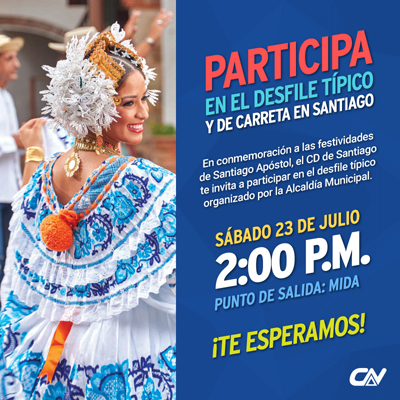 PARTICIPA
EN EL DESFILE TÍPICO
Y DE CARRETA EN SANTIAGO
En conmemoración a las festividades
de Santiago Apóstol, el CD de Santiago
te invita a participar en el desfile típico
organizado por la Alcaldía Municipal.
SÁBADO 23 DE JULIO
2:00 P.M.
PUNTO DE SALIDA: MIDA
¡TE ESPERAMOS!